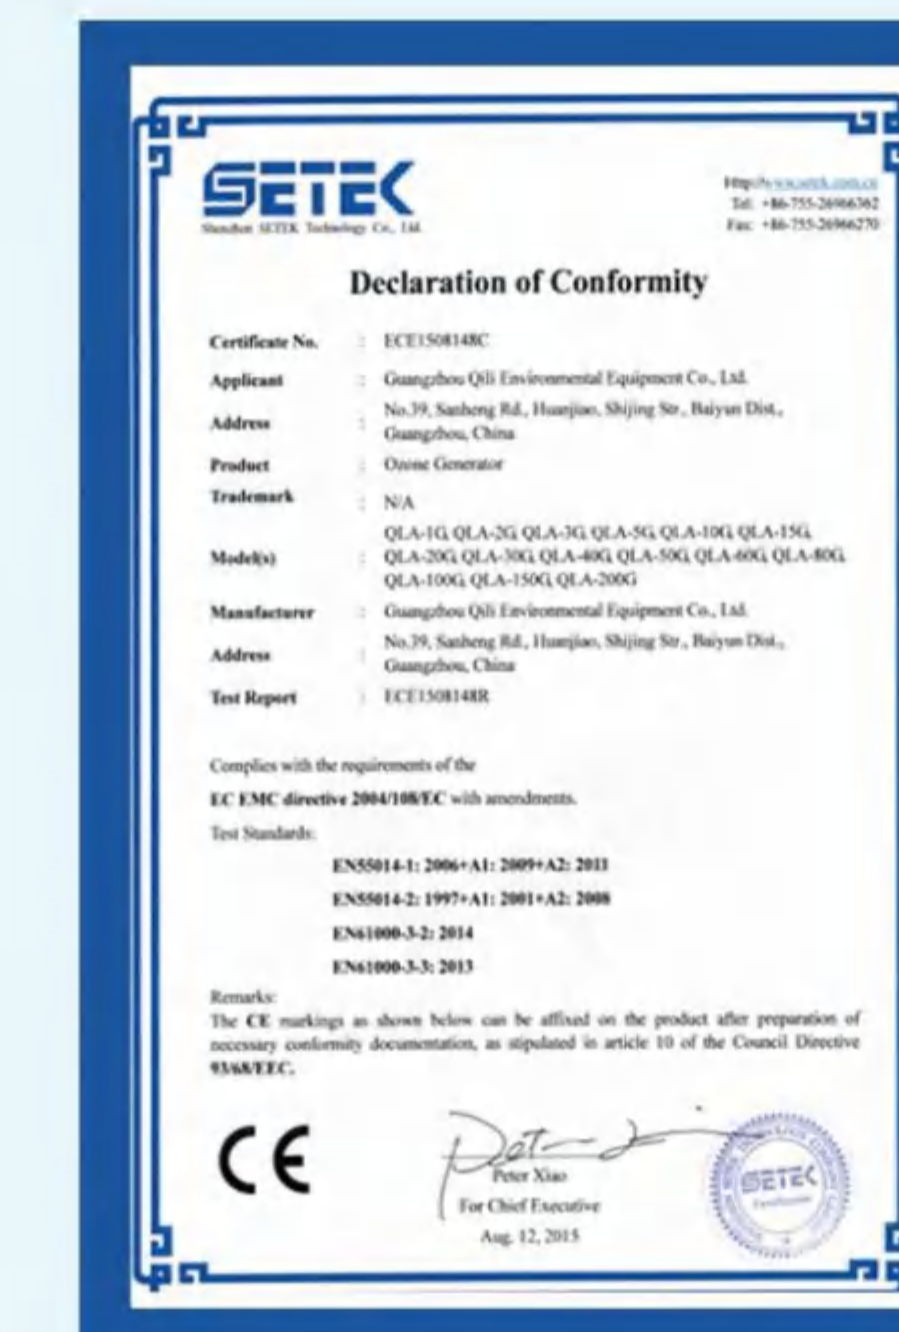 SETEK
Shenzhen SETEK Technology Co., Ltd.
Http://www.setek.com.cn
Tel: +86-755-26966362
Fax: +86-755-26966270
Declaration of Conformity
Certificate No. : ECE1508148C
Applicant : Guangzhou Qili Environmental Equipment Co., Ltd.
Address : No.39, Sanheng Rd., Huanjiao, Shijing Str., Baiyun Dist.,
Guangzhou, China
Product : Ozone Generator
Trademark : N/A
Model(s) : QLA-1G, QLA-2G, QLA-3G, QLA-5G, QLA-10G, QLA-15G,
QLA-20G, QLA-30G, QLA-40G, QLA-50G, QLA-60G, QLA-80G,
QLA-100G, QLA-150G, QLA-200G
Manufacturer : Guangzhou Qili Environmental Equipment Co., Ltd.
Address : No.39, Sanheng Rd., Huanjiao, Shijing Str., Baiyun Dist.,
Guangzhou, China
Test Report : ECE1508148R
Complies with the requirements of the
EC EMC directive 2004/108/EC with amendments.
Test Standards:
EN55014-1: 2006+A1: 2009+A2: 2011
EN55014-2: 1997+A1: 2001+A2: 2008
EN61000-3-2: 2014
EN61000-3-3: 2013
Remarks:
The CE markings as shown below can be affixed on the product after preparation of
necessary conformity documentation, as stipulated in article 10 of the Council Directive
93/68/EEC.
CE
Peter Xiao
For Chief Executive
Aug. 12, 2015
SETEK